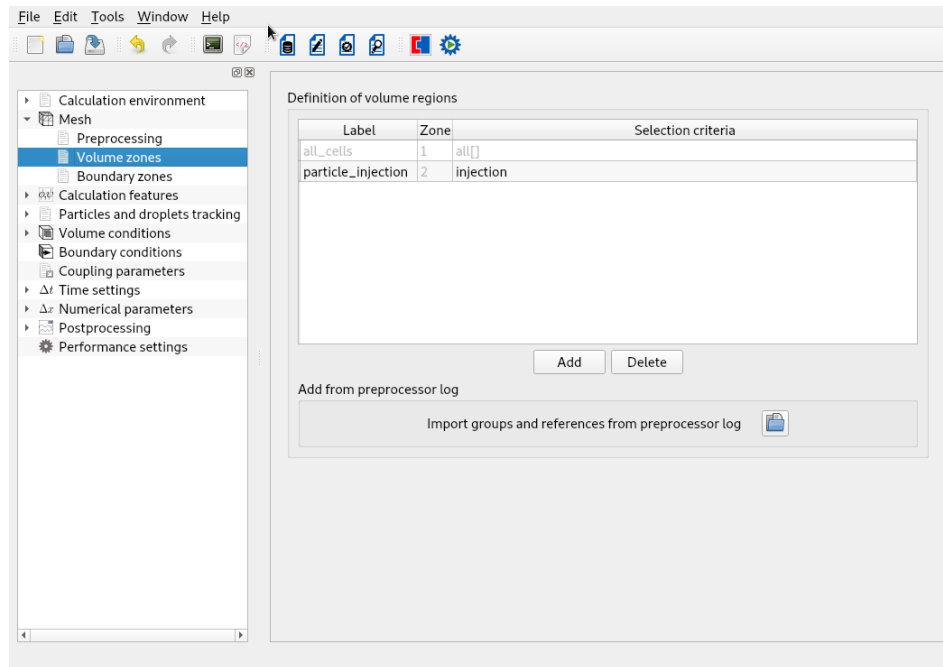 File Edit Tools Window Help
Definition of volume regions
Label Zone Selection criteria
all_cells 1 all[]
particle_injection 2 injection
Add Delete
Add from preprocessor log
Import groups and references from preprocessor log
Calculation environment
Mesh
Preprocessing
Volume zones
Boundary zones
Calculation features
Particles and droplets tracking
Volume conditions
Boundary conditions
Coupling parameters
Δt Time settings
Δx Numerical parameters
Postprocessing
Performance settings